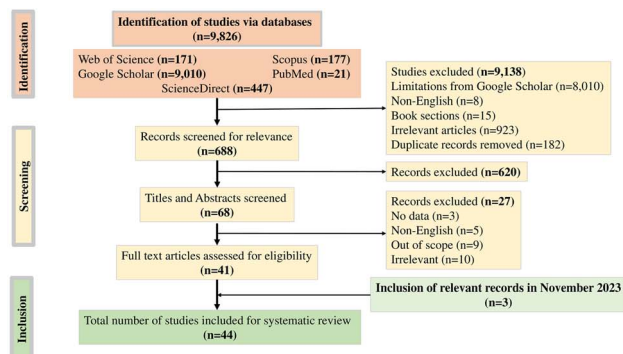 Identification
Identification of studies via databases
(n=9,826)
Web of Science (n=171)
Scopus (n=177)
Google Scholar (n=9,010)
PubMed (n=21)
ScienceDirect (n=447)
Studies excluded (n=9,138)
Limitations from Google Scholar (n=8,010)
Non-English (n=8)
Book sections (n=15)
Irrelevant articles (n=923)
Duplicate records removed (n=182)
Screening
Records screened for relevance
(n=688)
Records excluded (n=620)
Titles and Abstracts screened
(n=68)
Records excluded (n=27)
No data (n=3)
Non-English (n=5)
Out of scope (n=9)
Irrelevant (n=10)
Full text articles assessed for eligibility
(n=41)
Inclusion
Inclusion of relevant records in November 2023
(n=3)
Total number of studies included for systematic review
(n=44)